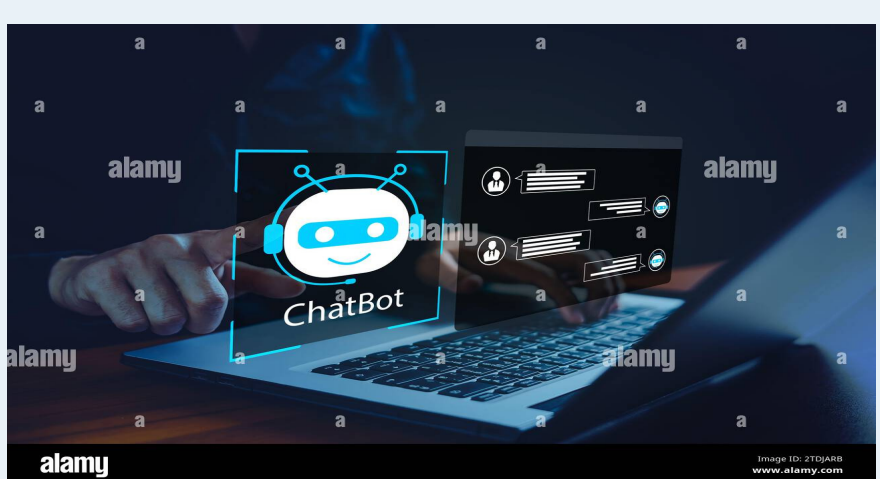 a a a a
a a a a a
alamy a alamy
a alamy a a
a a a a
ChatBot
alamy a a alamy a
a a a a
alamy
Image ID: 2TDJARB
www.alamy.com